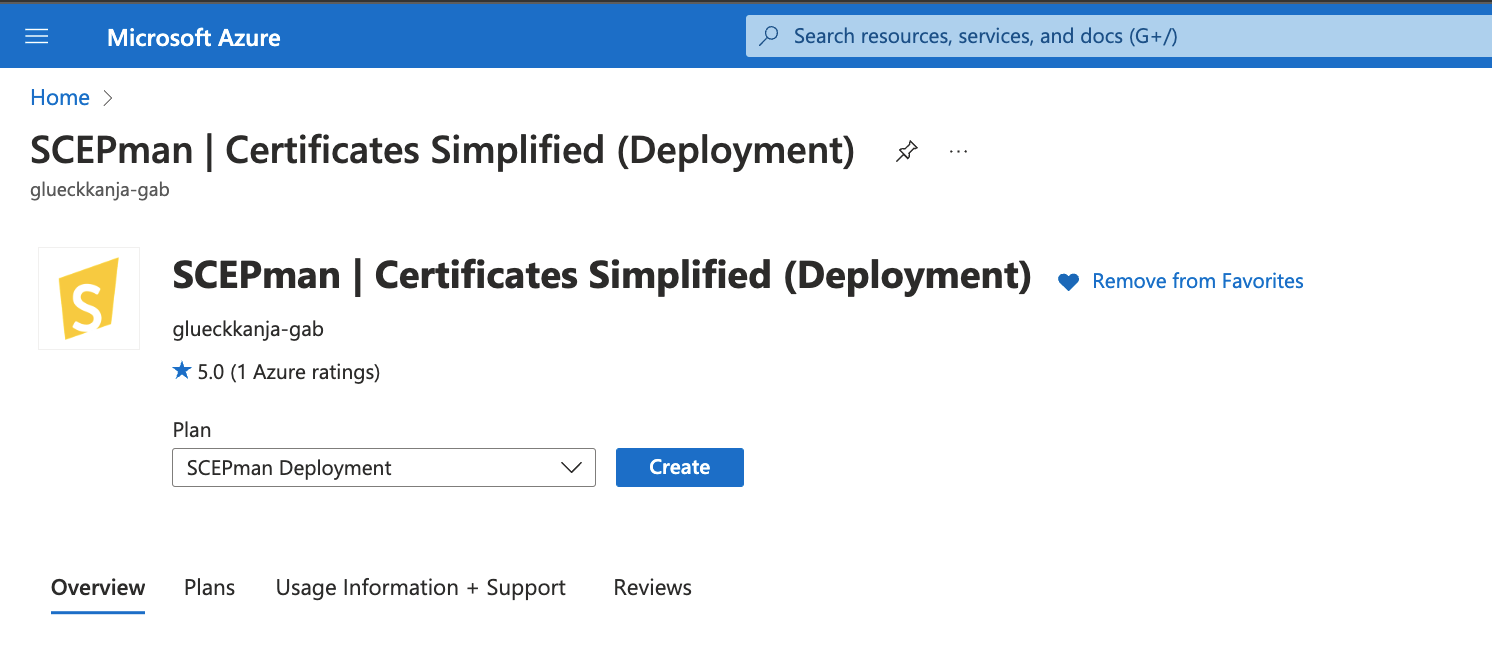 Microsoft Azure
Search resources, services, and docs (G+/)
Home
SCEPman | Certificates Simplified (Deployment)
...
glueckkanja-gab
S
SCEPman | Certificates Simplified (Deployment)
Remove from Favorites
glueckkanja-gab
5.0 (1 Azure ratings)
Plan
SCEPman Deployment
Create
Overview Plans Usage Information + Support Reviews